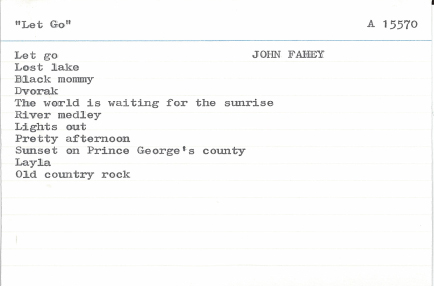 "Let Go" A 15570
Let go JOHN FAHEY
Lost lake
Black mommy
Dvorak
The world is waiting for the sunrise
River medley
Lights out
Pretty afternoon
Sunset on Prince George's county
Layla
Old country rock